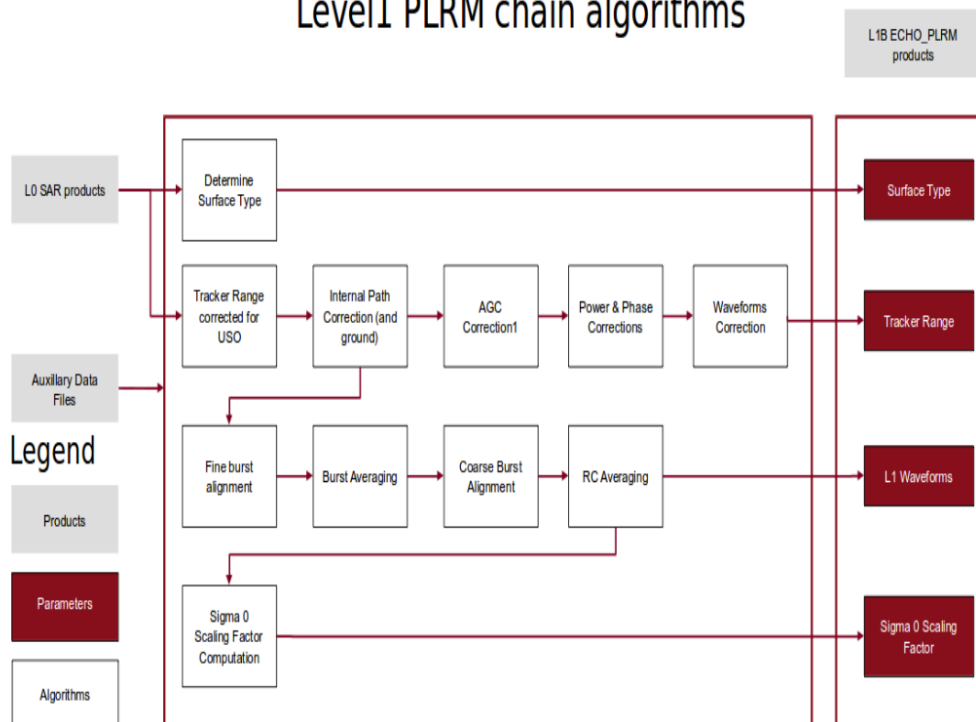 Level1 PLRM chain algorithms
L1B ECHO_PLRM
products
L0 SAR products
Determine
Surface Type
Surface Type
Tracker Range
corrected for
USO
Internal Path
Correction (and
ground)
AGC
Correction1
Power & Phase
Corrections
Waveforms
Correction
Tracker Range
Auxillary Data
Files
Legend
Fine burst
alignment
Burst Averaging
Coarse Burst
Alignment
RC Averaging
L1 Waveforms
Products
Parameters
Sigma 0
Scaling Factor
Computation
Sigma 0 Scaling
Factor
Algorithms